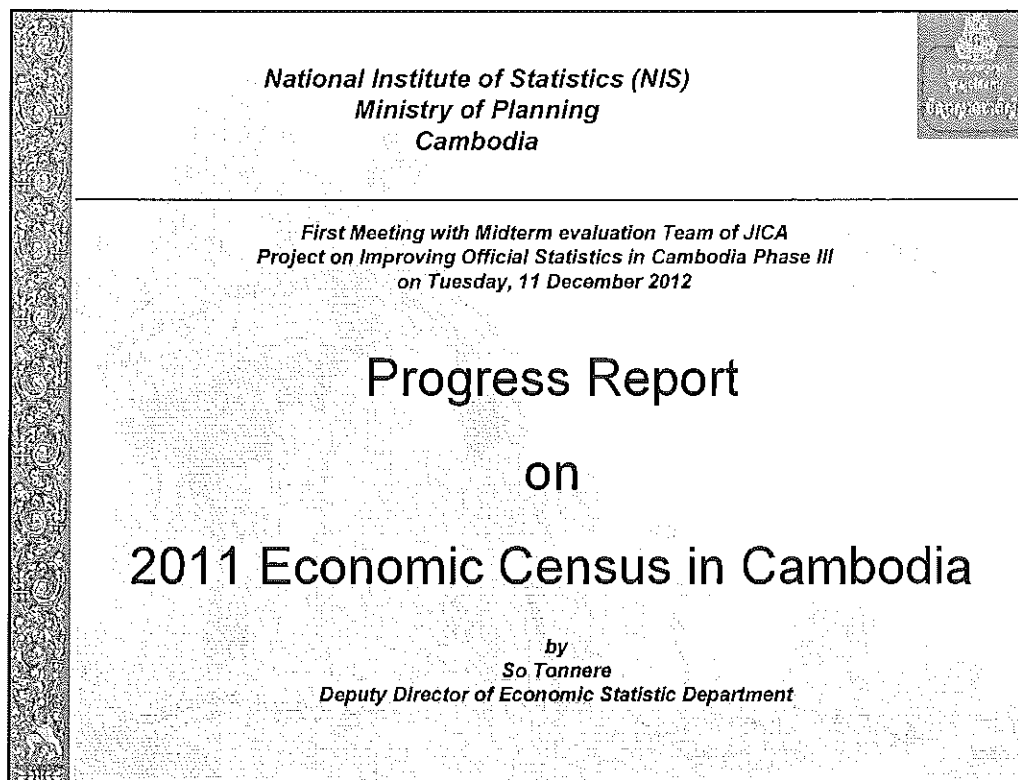 National Institute of Statistics (NIS)
Ministry of Planning
Cambodia
First Meeting with Midterm evaluation Team of JICA
Project on Improving Official Statistics in Cambodia Phase III
on Tuesday, 11 December 2012
Progress Report
on
2011 Economic Census in Cambodia
by
So Tonnere
Deputy Director of Economic Statistic Department